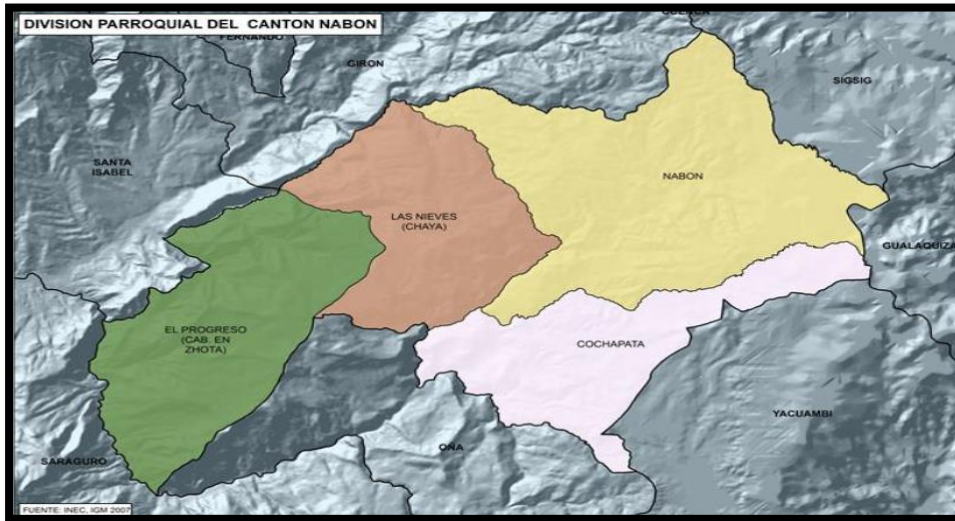 DIVISION PARROQUIAL DEL CANTON NABON
CUENCA
FERNANDO
GIRON
SIGSIG
SANTA
ISABEL
NABON
LAS NIEVES
(CHAYA)
GUALAQUIZA
EL PROGRESO
(CAB. EN
ZHOTA)
COCHAPATA
YACUAMBI
OÑA
SARAGURO
FUENTE: INEC, IGM 2007